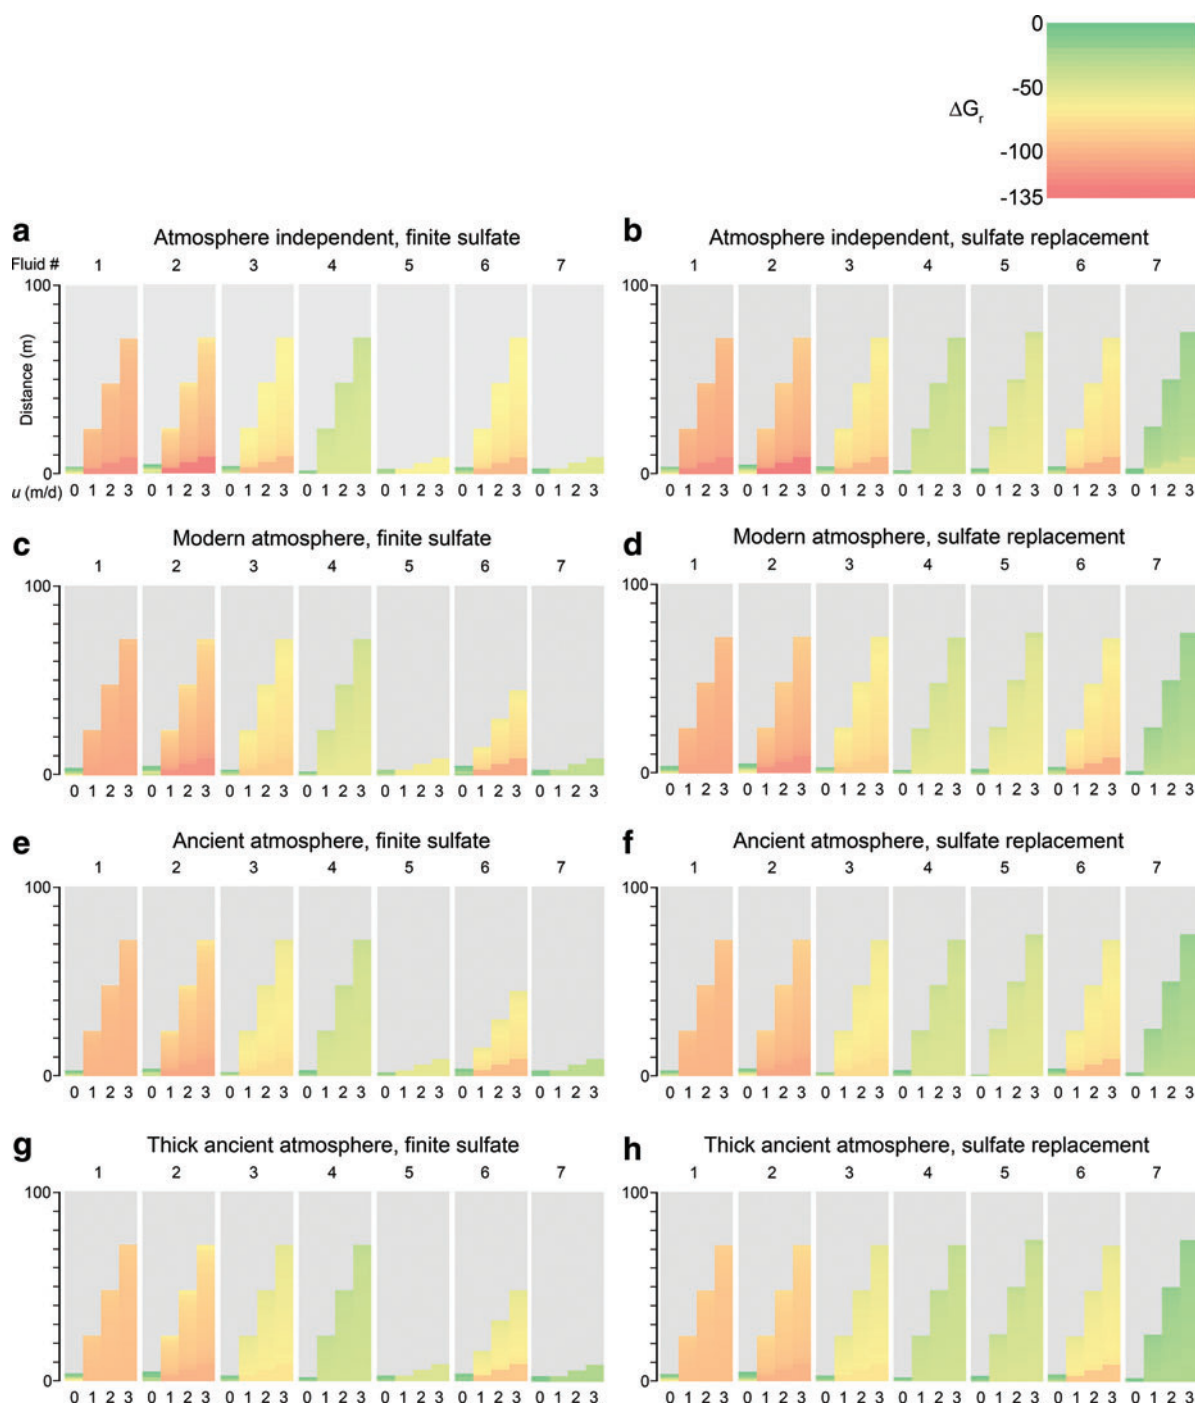 0
-50
ΔGr
-100
-135
a
Atmosphere independent, finite sulfate
Fluid # 1 2 3 4 5 6 7
100
Distance (m)
0
u (m/d) 0 1 2 3 0 1 2 3 0 1 2 3 0 1 2 3 0 1 2 3 0 1 2 3 0 1 2 3
b
Atmosphere independent, sulfate replacement
1 2 3 4 5 6 7
100
0
0 1 2 3 0 1 2 3 0 1 2 3 0 1 2 3 0 1 2 3 0 1 2 3 0 1 2 3
c
Modern atmosphere, finite sulfate
1 2 3 4 5 6 7
100
0
0 1 2 3 0 1 2 3 0 1 2 3 0 1 2 3 0 1 2 3 0 1 2 3 0 1 2 3
d
Modern atmosphere, sulfate replacement
1 2 3 4 5 6 7
100
0
0 1 2 3 0 1 2 3 0 1 2 3 0 1 2 3 0 1 2 3 0 1 2 3 0 1 2 3
e
Ancient atmosphere, finite sulfate
1 2 3 4 5 6 7
100
0
0 1 2 3 0 1 2 3 0 1 2 3 0 1 2 3 0 1 2 3 0 1 2 3 0 1 2 3
f
Ancient atmosphere, sulfate replacement
1 2 3 4 5 6 7
100
0
0 1 2 3 0 1 2 3 0 1 2 3 0 1 2 3 0 1 2 3 0 1 2 3 0 1 2 3
g
Thick ancient atmosphere, finite sulfate
1 2 3 4 5 6 7
100
0
0 1 2 3 0 1 2 3 0 1 2 3 0 1 2 3 0 1 2 3 0 1 2 3 0 1 2 3
h
Thick ancient atmosphere, sulfate replacement
1 2 3 4 5 6 7
100
0
0 1 2 3 0 1 2 3 0 1 2 3 0 1 2 3 0 1 2 3 0 1 2 3 0 1 2 3